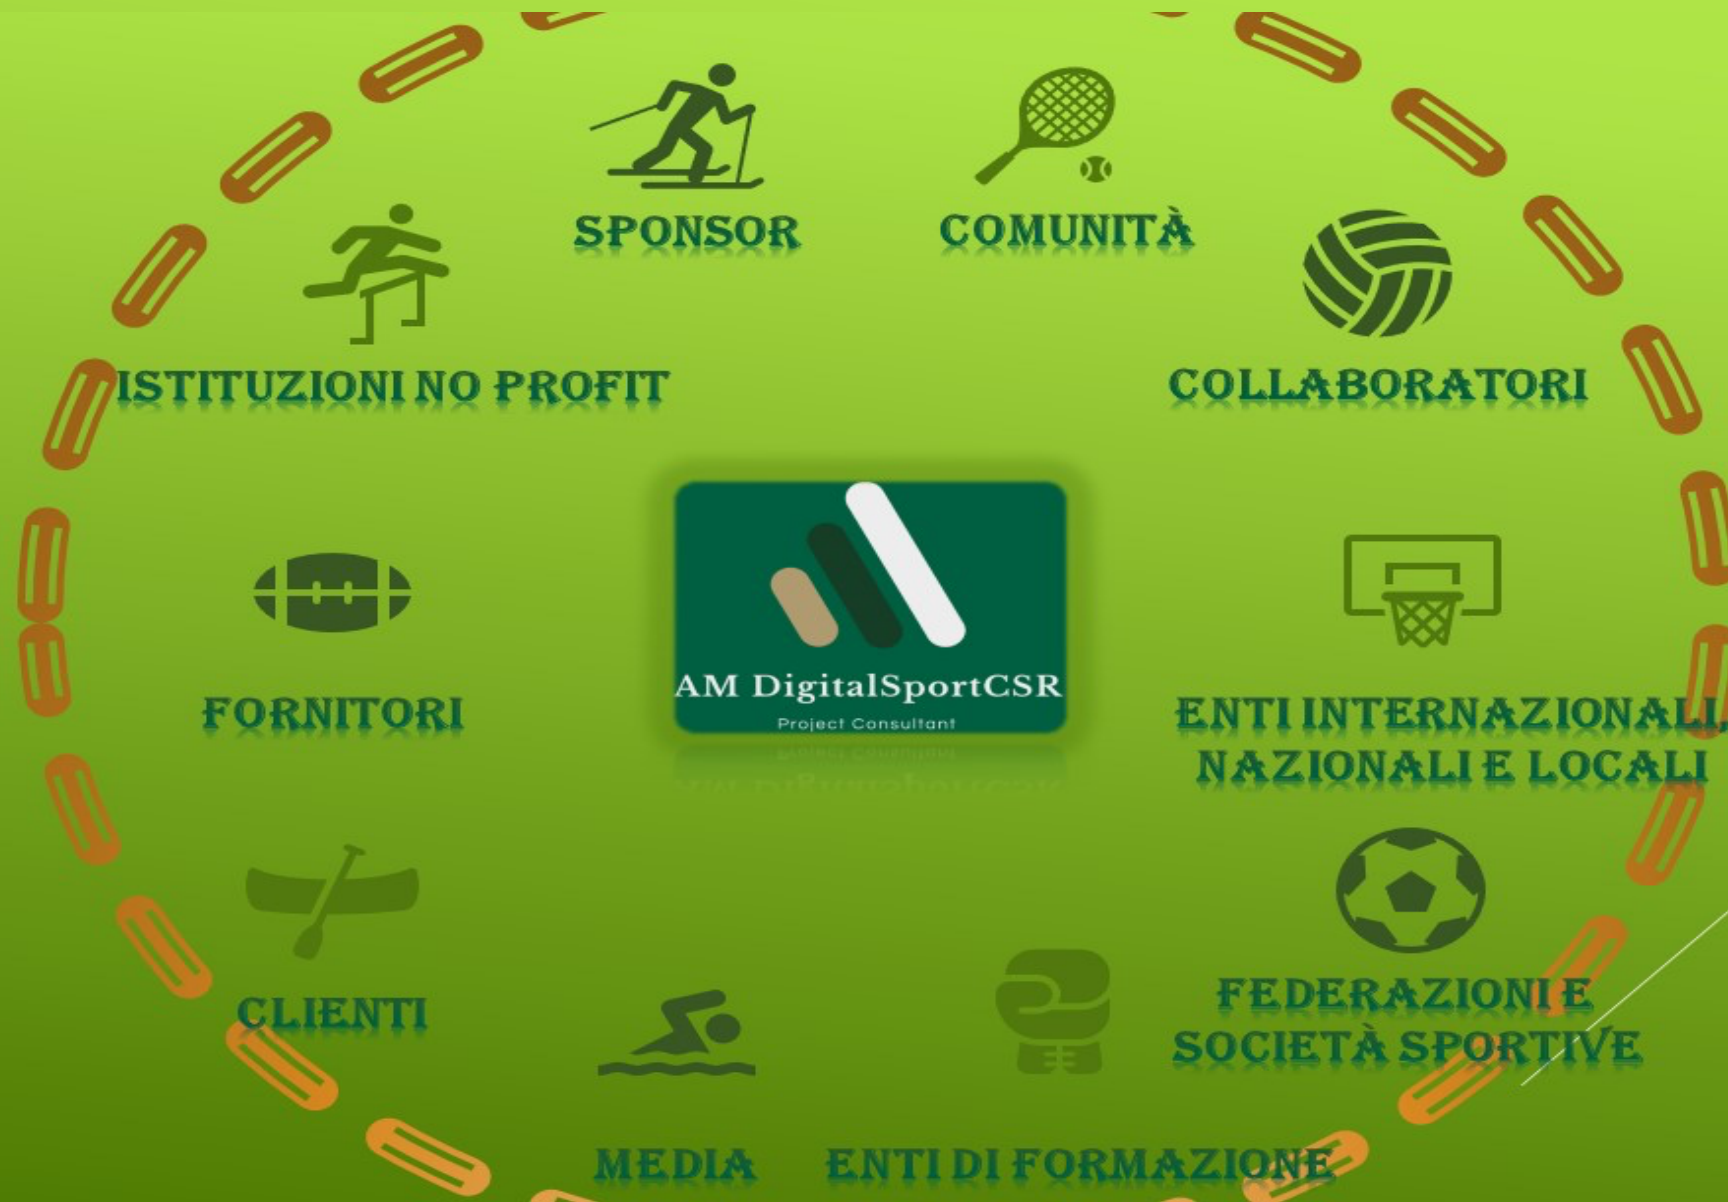 SPONSOR
COMUNITÀ
ISTITUZIONI NO PROFIT
COLLABORATORI
AM DigitalSportCSR
Project Consultant
FORNITORI
ENTI INTERNAZIONALI,
NAZIONALI E LOCALI
CLIENTI
FEDERAZIONI E
SOCIETÀ SPORTIVE
MEDIA
ENTI DI FORMAZIONE